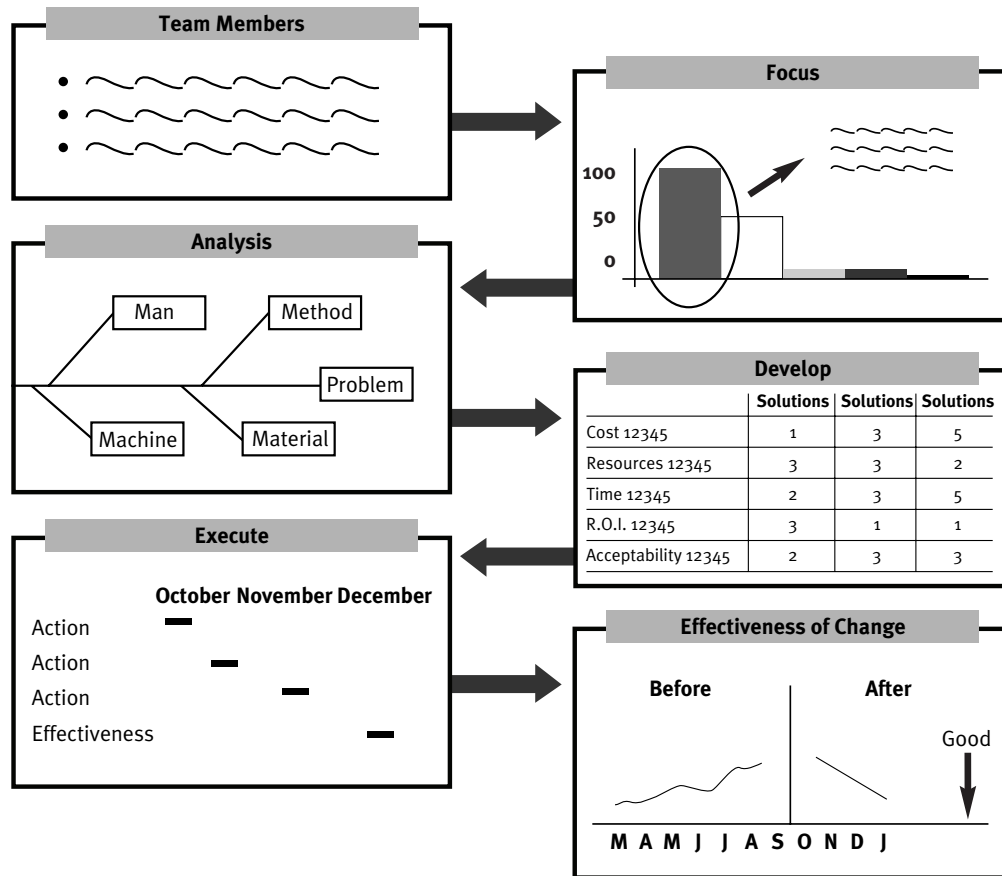 Team Members
Focus
100
50
0
Analysis
Man
Method
Problem
Machine
Material
Develop
Solutions Solutions Solutions
Cost 12345 1 3 5
Resources 12345 3 3 2
Time 12345 2 3 5
R.O.I. 12345 3 1 1
Acceptability 12345 2 3 3
Execute
October November December
Action
Action
Action
Effectiveness
Effectiveness of Change
Before After
Good
M A M J J A S O N D J